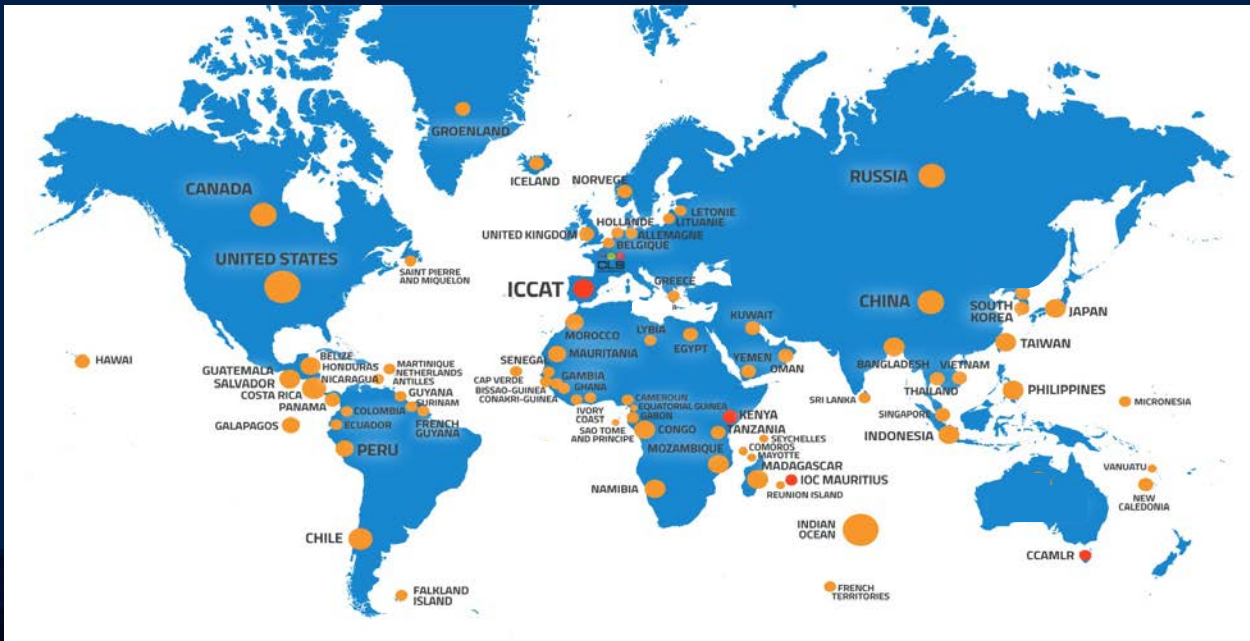 GROENLAND
ICELAND
NORVEGE
RUSSIA
CANADA
LETONIE
LITUANIE
HOLLANDE
ALLEMAGNE
UNITED KINGDOM
BELGIQUE
CLS
UNITED STATES
SAINT PIERRE
AND MIQUELON
ICCAT
GREECE
CHINA
SOUTH
KOREA
JAPAN
KUWAIT
MOROCCO
LYBIA
EGYPT
TAIWAN
HAWAI
BELIZE
HONDURAS
NICARAGUA
GUATEMALA
SALVADOR
COSTA RICA
PANAMA
MARTINIQUE
NETHERLANDS
ANTILLES
MAURITANIA
YEMEN
OMAN
BANGLADESH
VIETNAM
THAILAND
SENEGA
GAMBIA
CAP VERDE
BISSAO-GUINEA
CONAKRI-GUINEA
GHANA
IVORY
COAST
GUYANA
SURINAM
FRENCH
GUYANA
COLOMBIA
ECUADOR
GALAPAGOS
PERU
CAMEROUN
EQUATORIAL GUINEA
GABON
SAO TOME
AND PRINCIPE
CONGO
KENYA
TANZANIA
SRI LANKA
PHILIPPINES
MICRONESIA
SINGAPORE
INDONESIA
SEYCHELLES
COMOROS
MAYOTTE
MOZAMBIQUE
MADAGASCAR
IOC MAURITIUS
REUNION ISLAND
NAMIBIA
VANUATU
NEW
CALEDONIA
INDIAN
OCEAN
CHILE
CCAMLR
FALKLAND
ISLAND
FRENCH
TERRITORIES